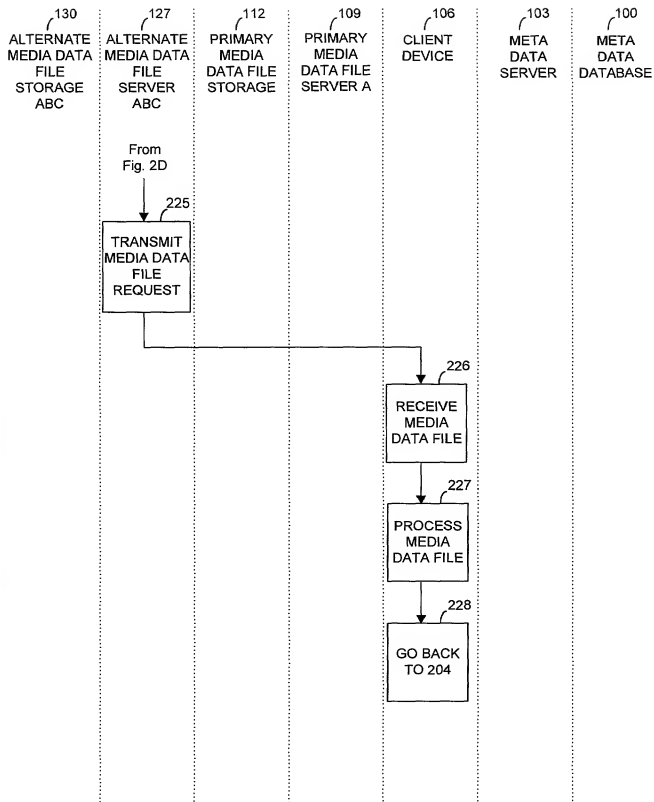 130
ALTERNATE
MEDIA DATA
FILE
STORAGE
ABC
127
ALTERNATE
MEDIA DATA
FILE
SERVER
ABC
112
PRIMARY
MEDIA
DATA FILE
STORAGE
109
PRIMARY
MEDIA
DATA FILE
SERVER A
106
CLIENT
DEVICE
103
META
DATA
SERVER
100
META
DATA
DATABASE
From
Fig. 2D
225
TRANSMIT
MEDIA DATA
FILE
REQUEST
226
RECEIVE
MEDIA
DATA FILE
227
PROCESS
MEDIA
DATA FILE
228
GO BACK
TO 204